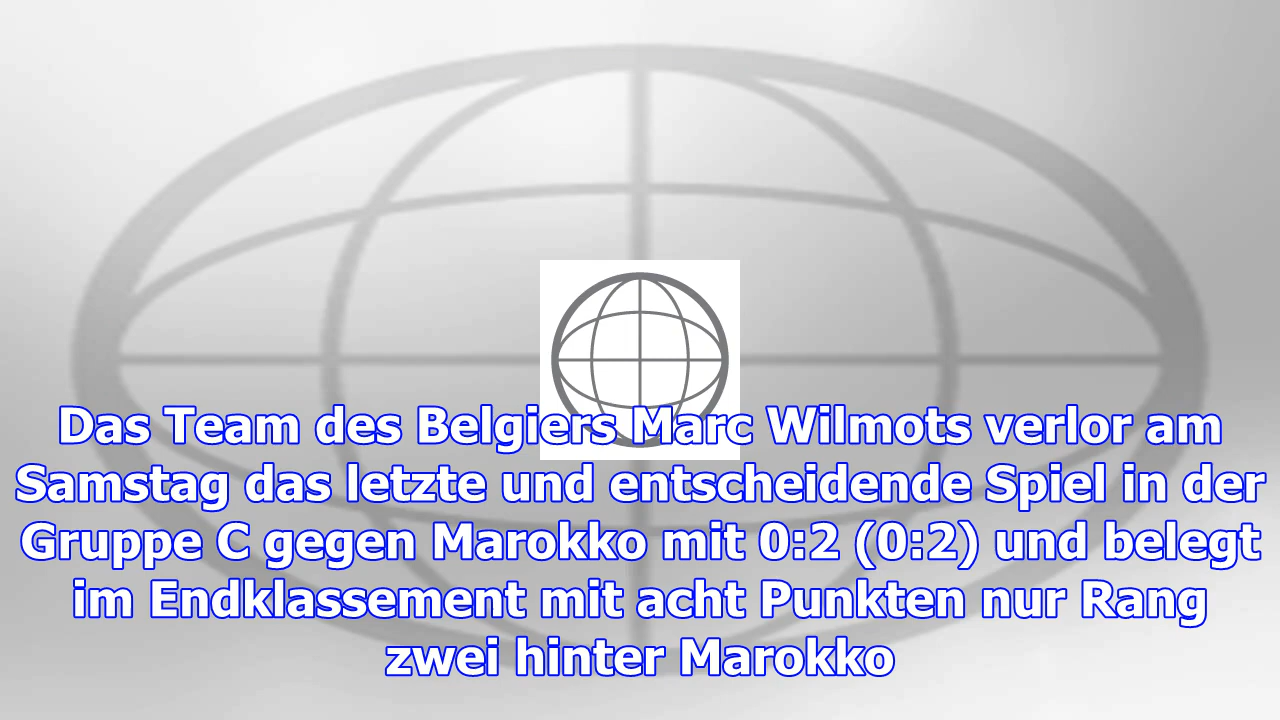 Das Team des Belgiers Marc Wilmots verlor am
Samstag das letzte und entscheidende Spiel in der
Gruppe C gegen Marokko mit 0:2 (0:2) und belegt
im Endklassement mit acht Punkten nur Rang
zwei hinter Marokko